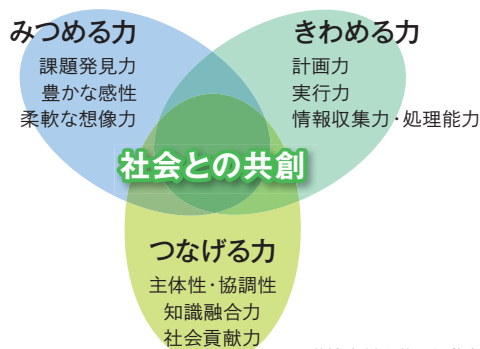 みつめる力
課題発見力
豊かな感性
柔軟な想像力
きわめる力
計画力
実行力
情報収集力・処理能力
社会との共創
つなげる力
主体性・協調性
知識融合力
社会貢献力